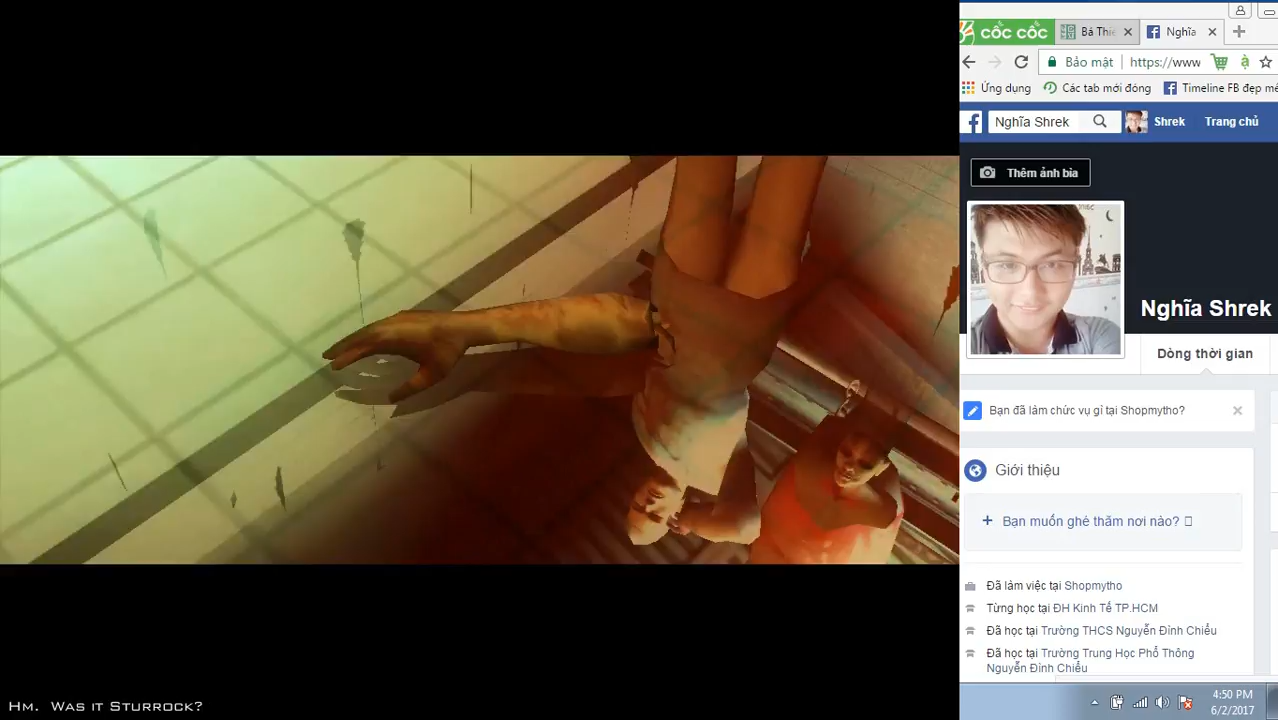 cốc cốc
Bà Thi
Nghĩa
Bảo mật
https://www
Ứng dụng
Các tab mới đóng
Timeline FB đẹp mê
Nghĩa Shrek
Shrek
Trang chủ
Thêm ảnh bìa
Nghĩa Shrek
Dòng thời gian
Bạn đã làm chức vụ gì tại Shopmytho?
Giới thiệu
+ Bạn muốn ghé thăm nơi nào?
Đã làm việc tại Shopmytho
Từng học tại ĐH Kinh Tế TP.HCM
Đã học tại Trường THCS Nguyễn Đình Chiểu
Đã học tại Trường Trung Học Phổ Thông
Nguyễn Đình Chiểu
4:50 PM
6/2/2017
Hm. Was it Sturrock?